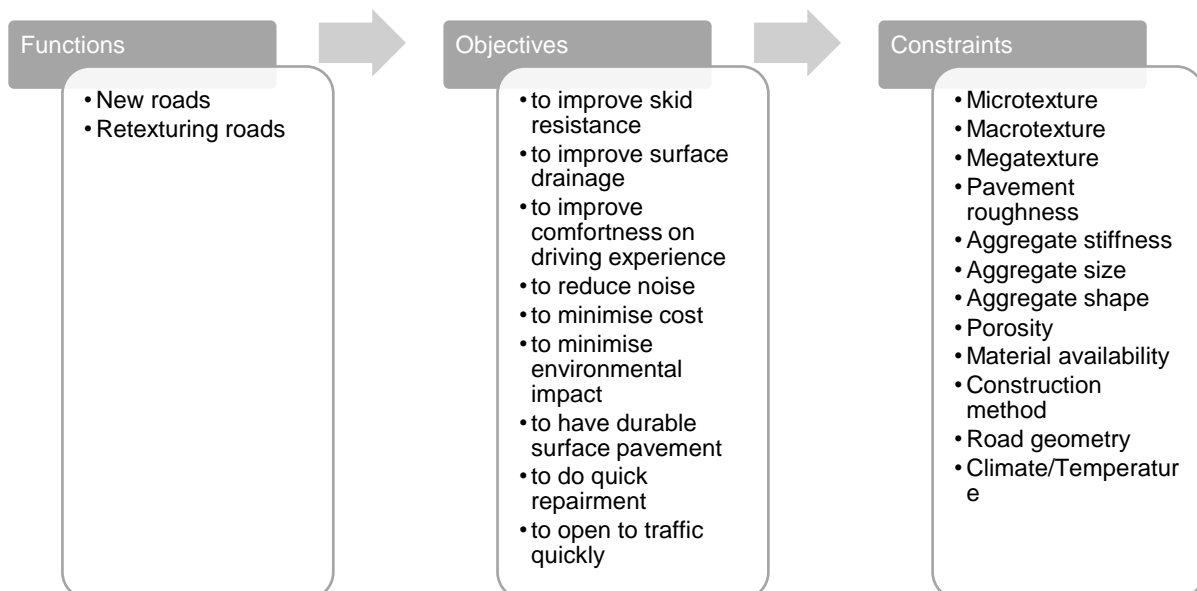 Functions
• New roads
• Retexturing roads
Objectives
• to improve skid
resistance
• to improve surface
drainage
• to improve
comfortness on
driving experience
• to reduce noise
• to minimise cost
• to minimise
environmental
impact
• to have durable
surface pavement
• to do quick
repairment
• to open to traffic
quickly
Constraints
• Microtexture
• Macrotexture
• Megatexture
• Pavement
roughness
• Aggregate stiffness
• Aggregate size
• Aggregate shape
• Porosity
• Material availability
• Construction
method
• Road geometry
• Climate/Temperatur
e